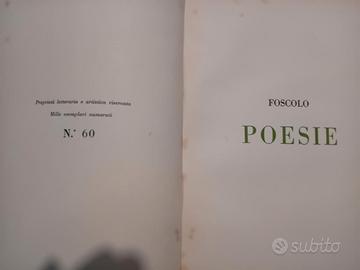 Proprietà letteraria e artistica riservata
Mille esemplari numerati
N.° 60
FOSCOLO
POESIE
subito